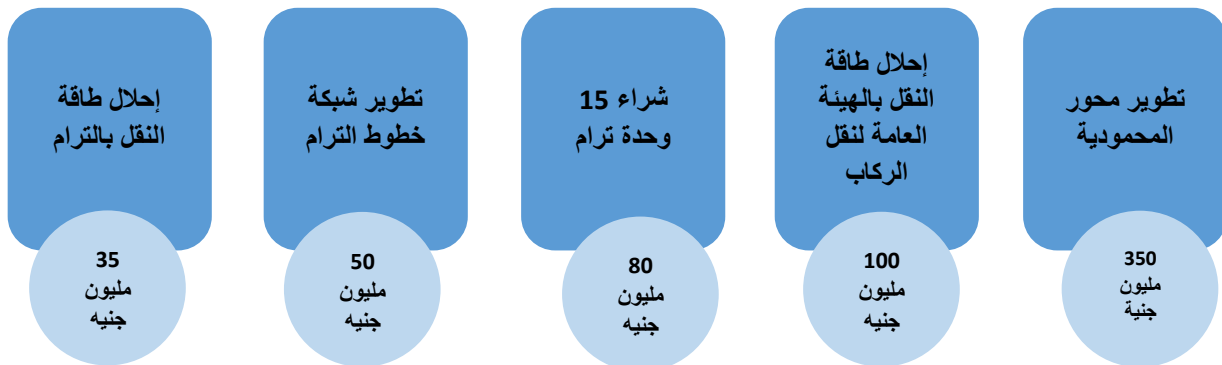 تطوير محور
المحمودية
350
مليون
جنية
إحلال طاقة
النقل بالهيئة
العامة لنقل
الركاب
100
مليون
جنيه
شراء 15
وحدة ترام
80
مليون
جنيه
تطوير شبكة
خطوط الترام
50
مليون
جنيه
إحلال طاقة
النقل بالترام
35
مليون
جنيه